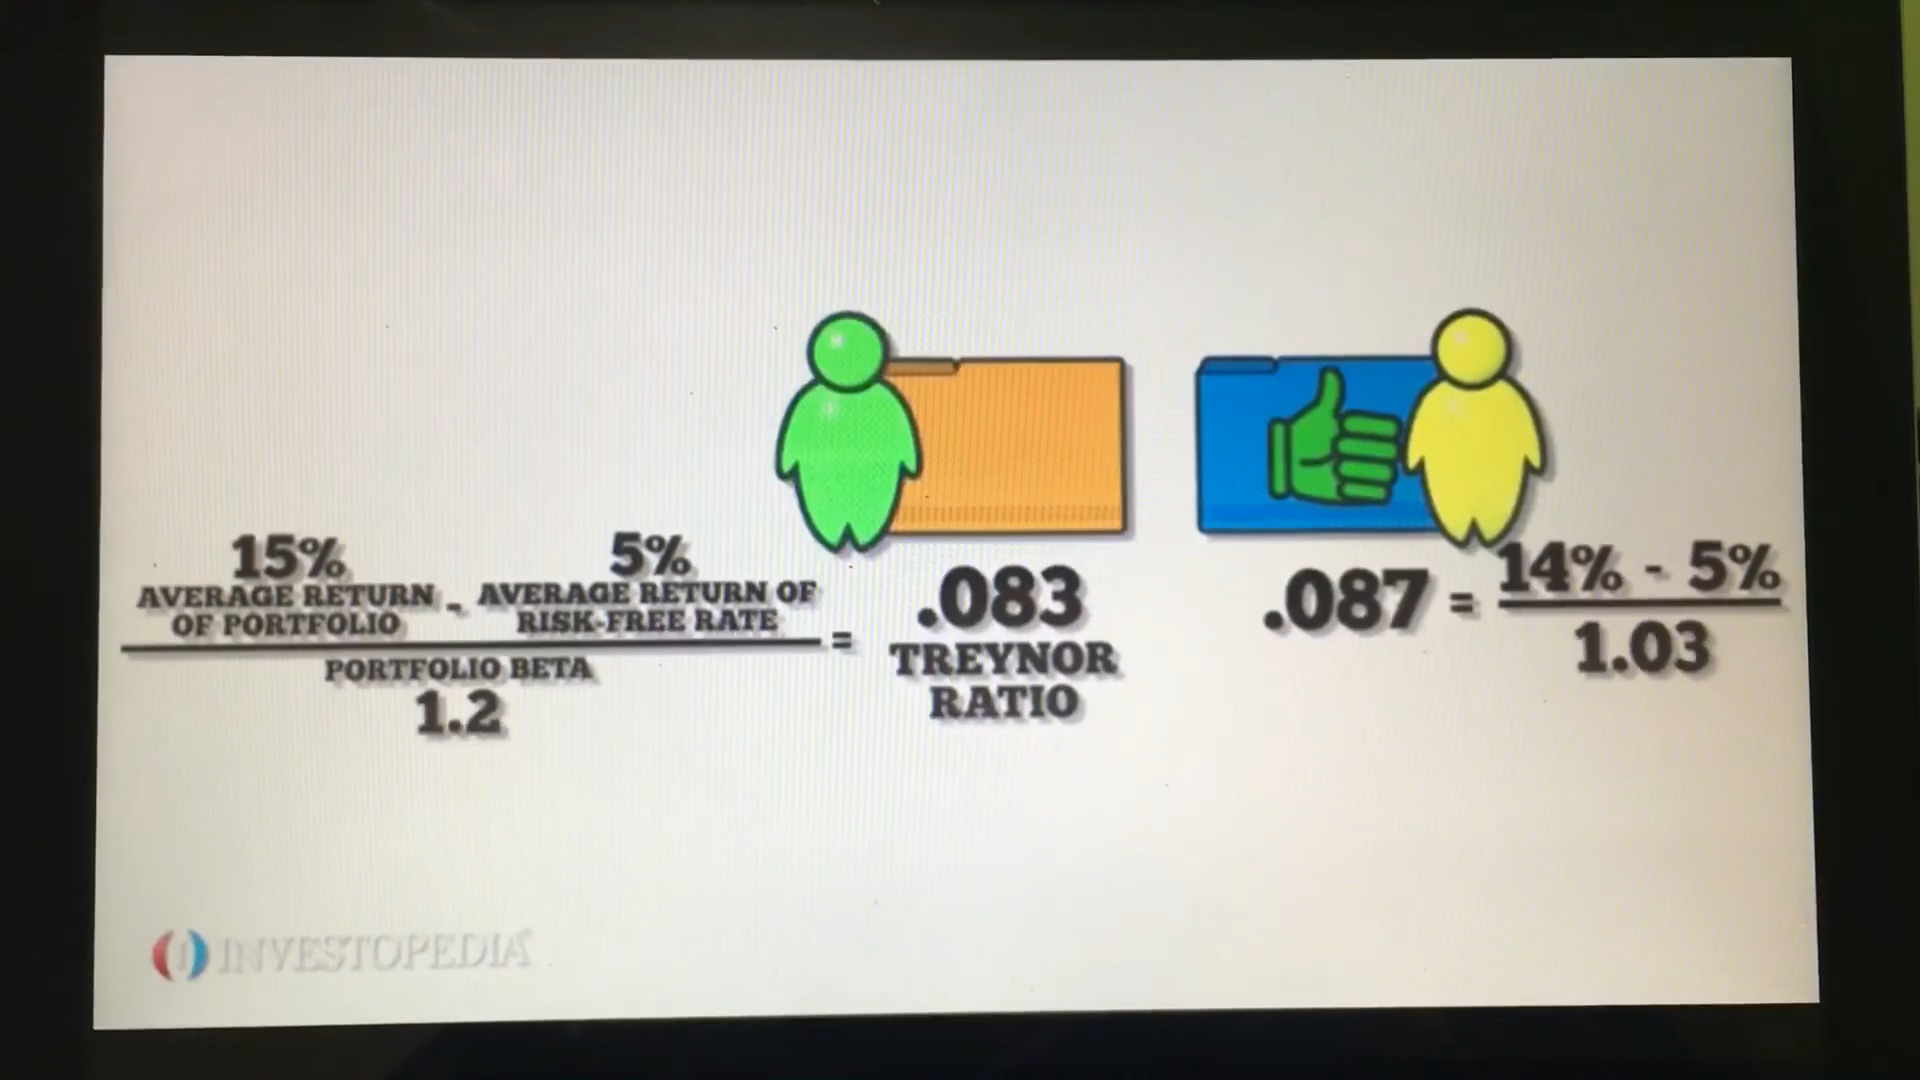 15%
AVERAGE RETURN
OF PORTFOLIO
-
5%
AVERAGE RETURN OF
RISK-FREE RATE
PORTFOLIO BETA
1.2
=
.083
TREYNOR
RATIO
.087 =
14% - 5%
1.03
INVESTOPEDIA